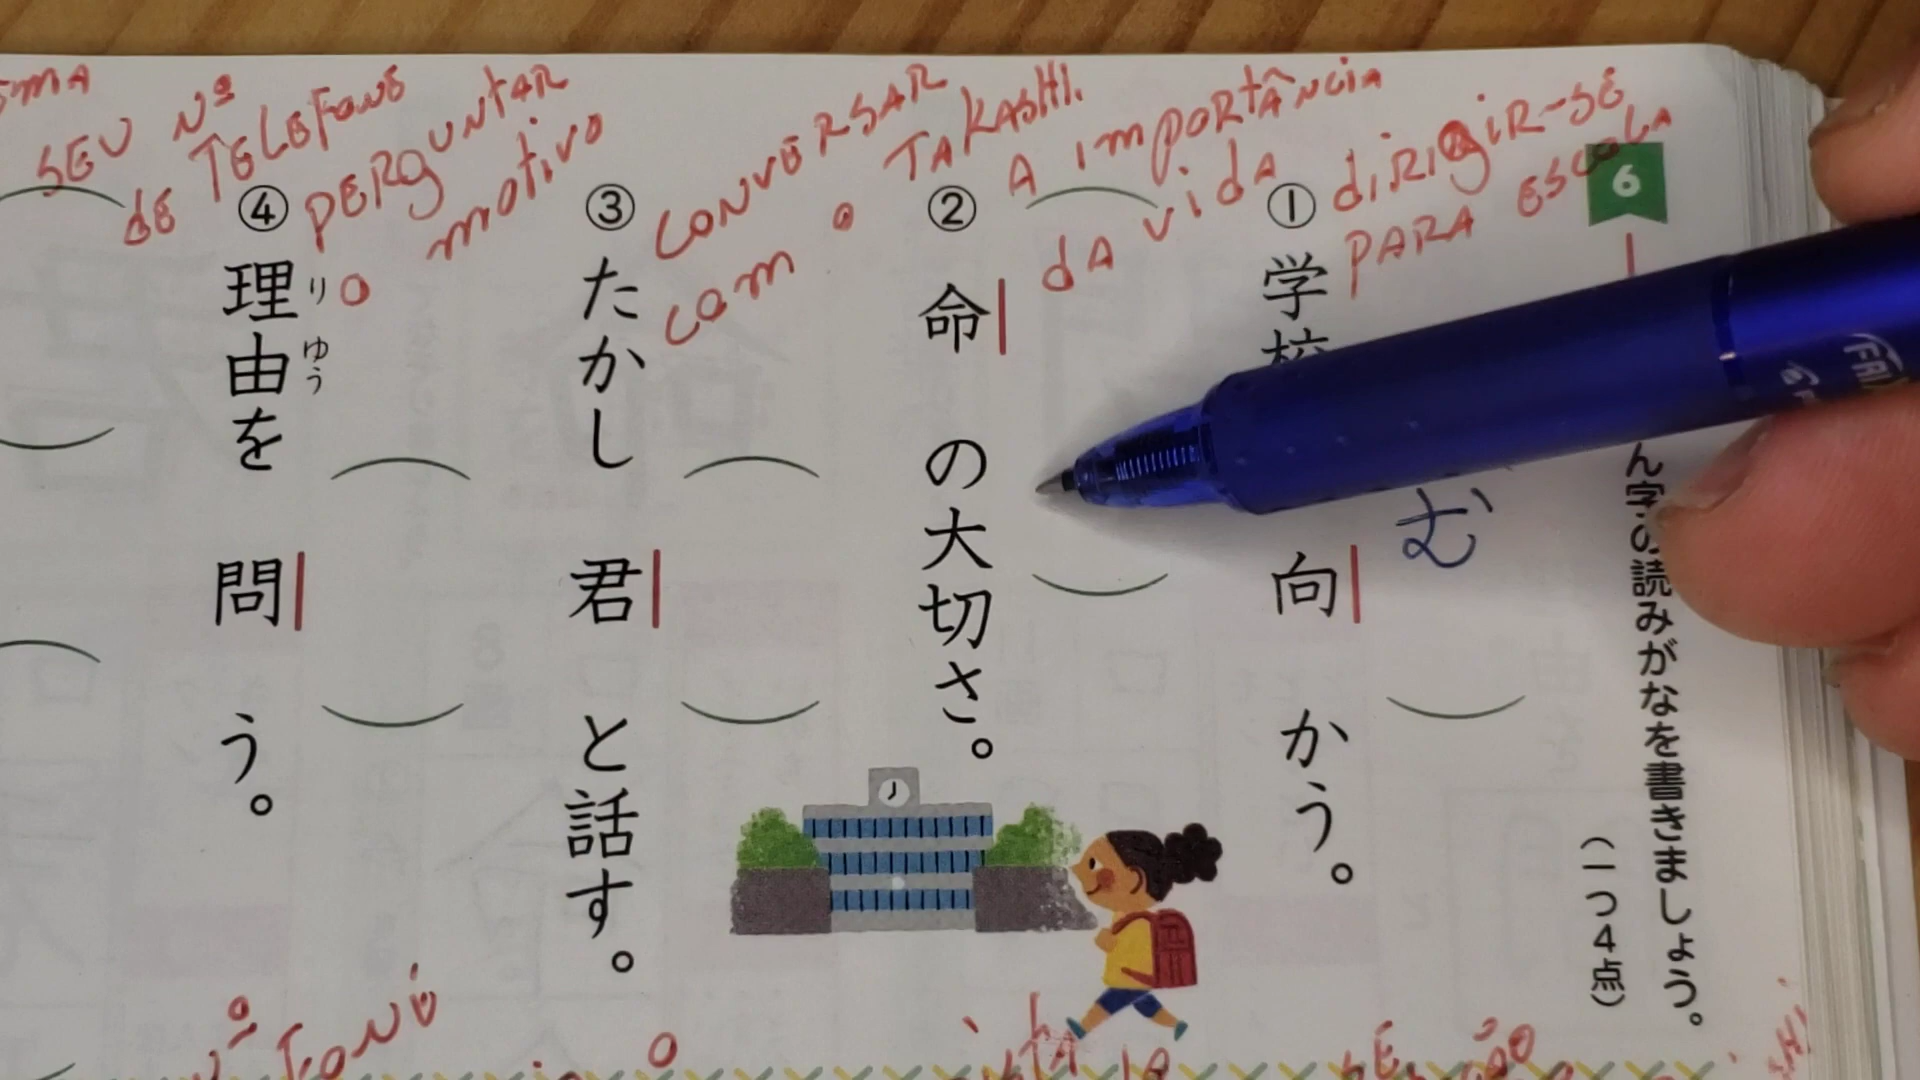 6
ん字の読みがなを書きましょう。
(一つ4点)
①学校
向かう。
む
DIRIGIR-SE
PARA ESCOLA
②命の大切さ。
A IMPORTÂNCIA
DA VIDA
③たかし君と話す。
CONVERSAR
COM O TAKASHI.
④理由を問う。
りゆう
PERGUNTAR
O MOTIVO
SEU Nº
DE TELEFONE